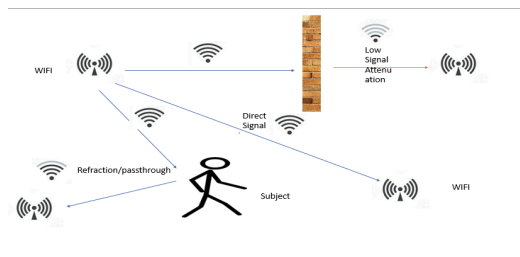 Low
Signal
Attenu
ation
WIFI
Direct
Signal
Refraction/passthrough
Subject
WIFI